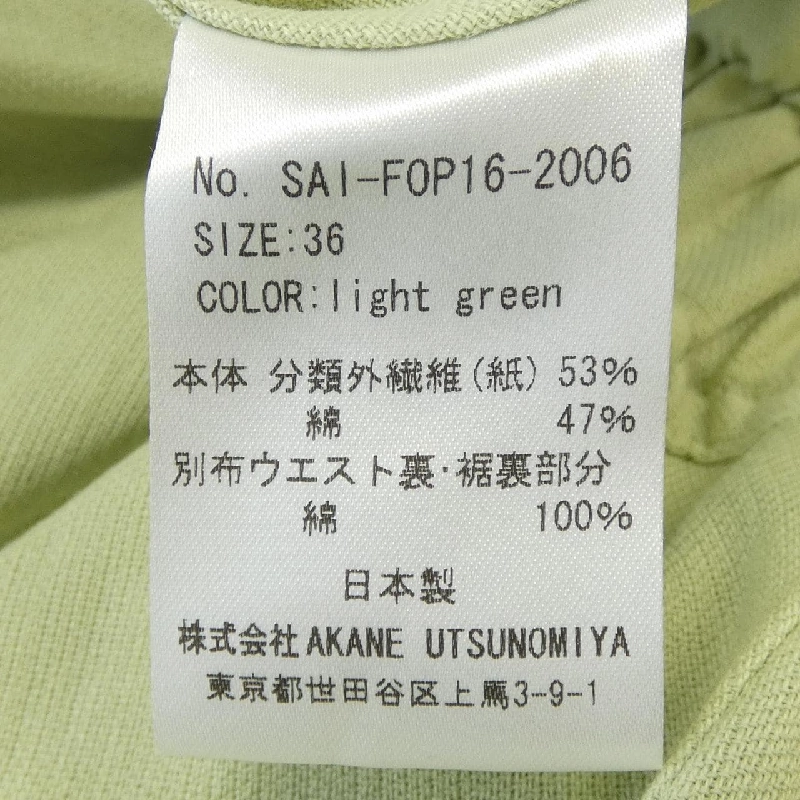 No. SAI-FOP16-2006
SIZE:36
COLOR:light green
本体 分類外繊維(紙) 53%
綿 47%
別布ウエスト裏・裾裏部分
綿 100%
日本製
株式会社AKANE UTSUNOMIYA
東京都世田谷区上馬3-9-1